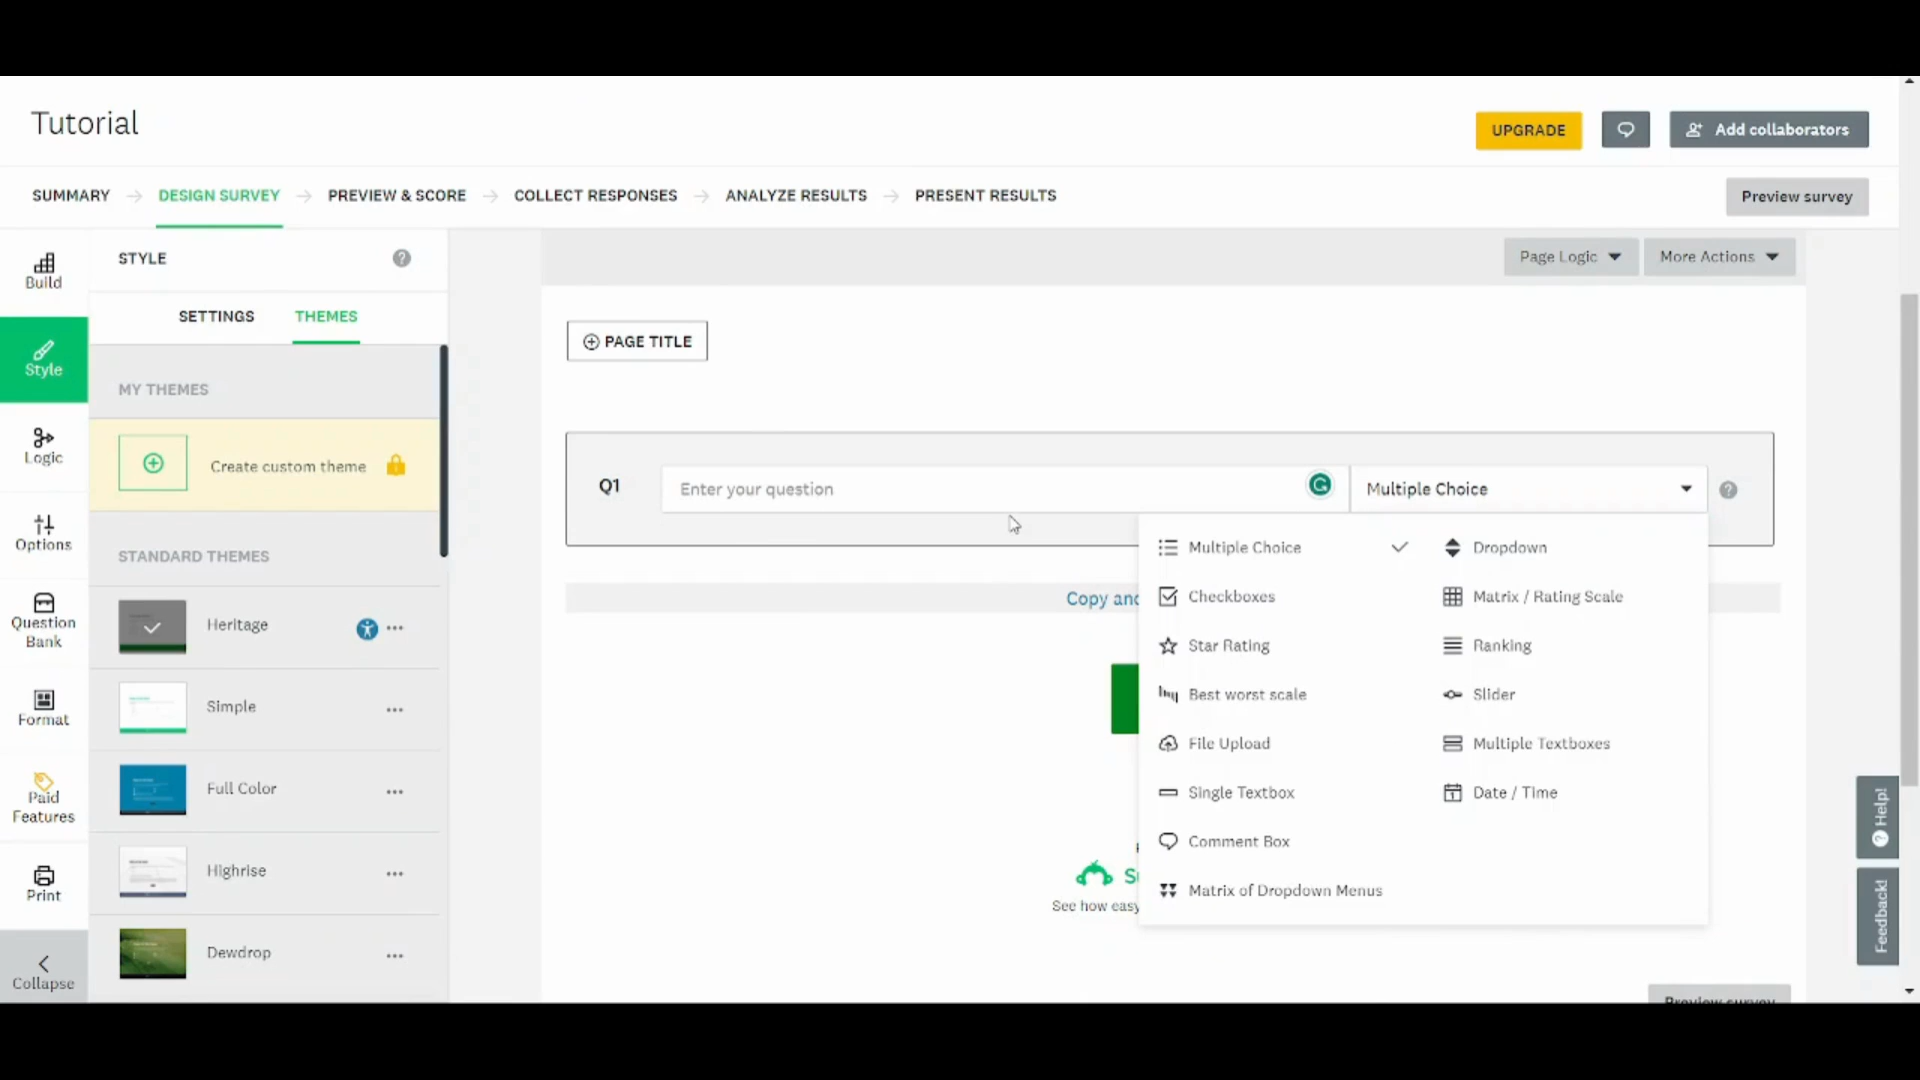 Tutorial
UPGRADE
Add collaborators
SUMMARY
DESIGN SURVEY
PREVIEW & SCORE
COLLECT RESPONSES
ANALYZE RESULTS
PRESENT RESULTS
Preview survey
Build
Style
Logic
Options
Question
Bank
Format
Paid
Features
Print
Collapse
STYLE
SETTINGS
THEMES
MY THEMES
Create custom theme
STANDARD THEMES
Heritage
Simple
Full Color
Highrise
Dewdrop
Page Logic
More Actions
PAGE TITLE
Q1
Enter your question
Multiple Choice
Multiple Choice
Dropdown
Checkboxes
Matrix / Rating Scale
Star Rating
Ranking
Best worst scale
Slider
File Upload
Multiple Textboxes
Single Textbox
Date / Time
Comment Box
Matrix of Dropdown Menus
Copy and
See how easy
Help!
Feedback!
Preview survey